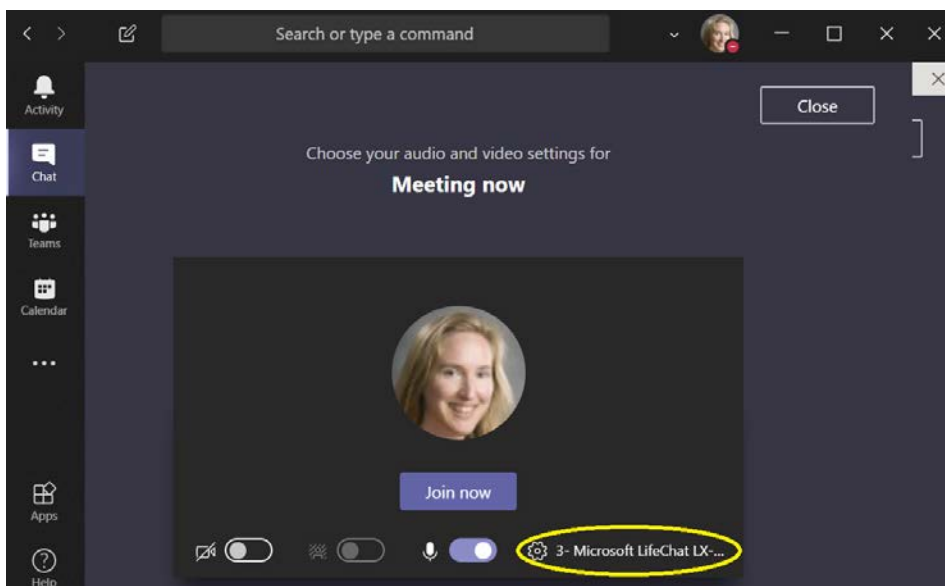 Search or type a command
Activity
Close
Choose your audio and video settings for
Chat
Meeting now
Teams
Calendar
Join now
Apps
3- Microsoft LifeChat LX-...
Help